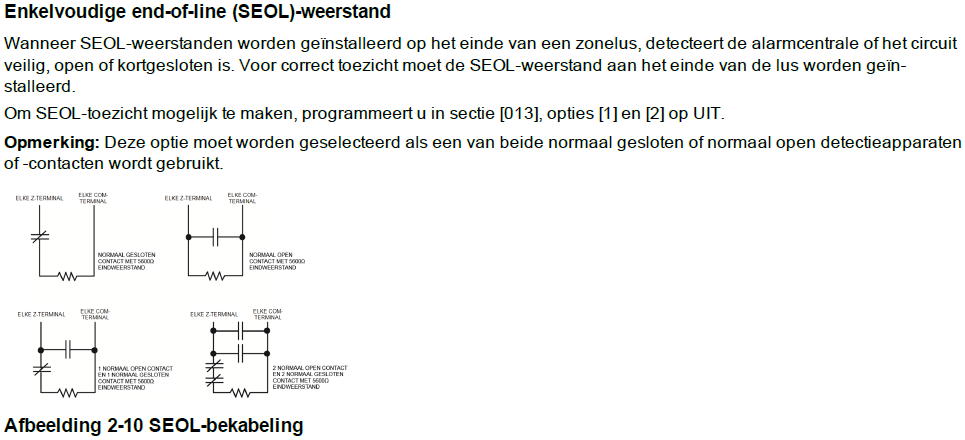 Enkelvoudige end-of-line (SEOL)-weerstand
Wanneer SEOL-weerstanden worden geïnstalleerd op het einde van een zonelus, detecteert de alarmcentrale of het circuit
veilig, open of kortgesloten is. Voor correct toezicht moet de SEOL-weerstand aan het einde van de lus worden geïn-
stalleerd.
Om SEOL-toezicht mogelijk te maken, programmeert u in sectie [013], opties [1] en [2] op UIT.
Opmerking: Deze optie moet worden geselecteerd als een van beide normaal gesloten of normaal open detectieapparaten
of -contacten wordt gebruikt.
ELKE Z-TERMINAL
ELKE COM-
TERMINAL
NORMAAL GESLOTEN
CONTACT MET 5600Ω
EINDWEERSTAND
ELKE Z-TERMINAL
ELKE COM-
TERMINAL
NORMAAL OPEN
CONTACT MET 5600Ω
EINDWEERSTAND
ELKE Z-TERMINAL
ELKE COM-
TERMINAL
1 NORMAAL OPEN CONTACT
EN 1 NORMAAL GESLOTEN
CONTACT MET 5600Ω
EINDWEERSTAND
ELKE Z-TERMINAL
ELKE COM-
TERMINAL
2 NORMAAL OPEN CONTACT
EN 2 NORMAAL GESLOTEN
CONTACT MET 5600Ω
EINDWEERSTAND
Afbeelding 2-10 SEOL-bekabeling